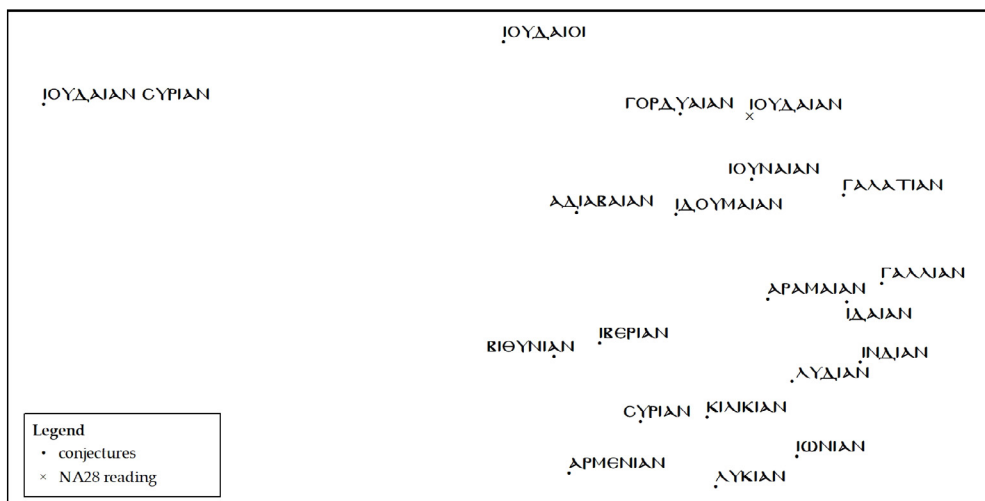 ΙΟΥΔΑΙΟΙ
ΙΟΥΔΑΙΑΝ ϹΥΡΙΑΝ
ΓΟΡΔΥΑΙΑΝ
ΙΟΥΔΑΙΑΝ
ΙΟΥΝΑΙΑΝ
ΓΑΛΑΤΙΑΝ
ΑΔΙΑΒΑΙΑΝ
ΙΔΟΥΜΑΙΑΝ
ΓΑΛΛΙΑΝ
ΑΡΑΜΑΙΑΝ
ΙΔΑΙΑΝ
ΙΒΕΡΙΑΝ
ΒΙΘΥΝΙΑΝ
ΙΝΔΙΑΝ
ΛΥΔΙΑΝ
ϹΥΡΙΑΝ
ΚΙΛΙΚΙΑΝ
ΙΩΝΙΑΝ
ΑΡΜΕΝΙΑΝ
ΛΥΚΙΑΝ
Legend
• conjectures
× NA28 reading